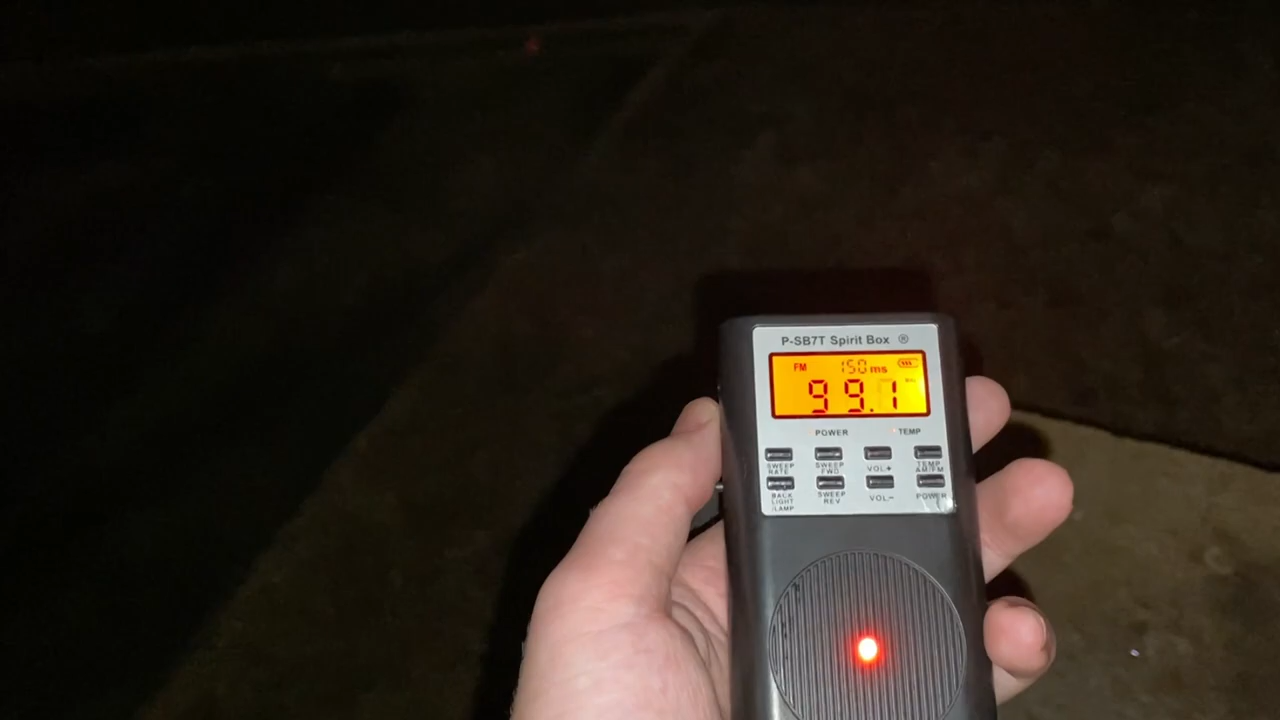 P-SB7T Spirit Box ®
FM 150 ms
99.1
POWER TEMP
SWEEP RATE SWEEP FWD VOL+ TEMP AM/FM
BACK LIGHT /LAMP SWEEP REV VOL- POWER